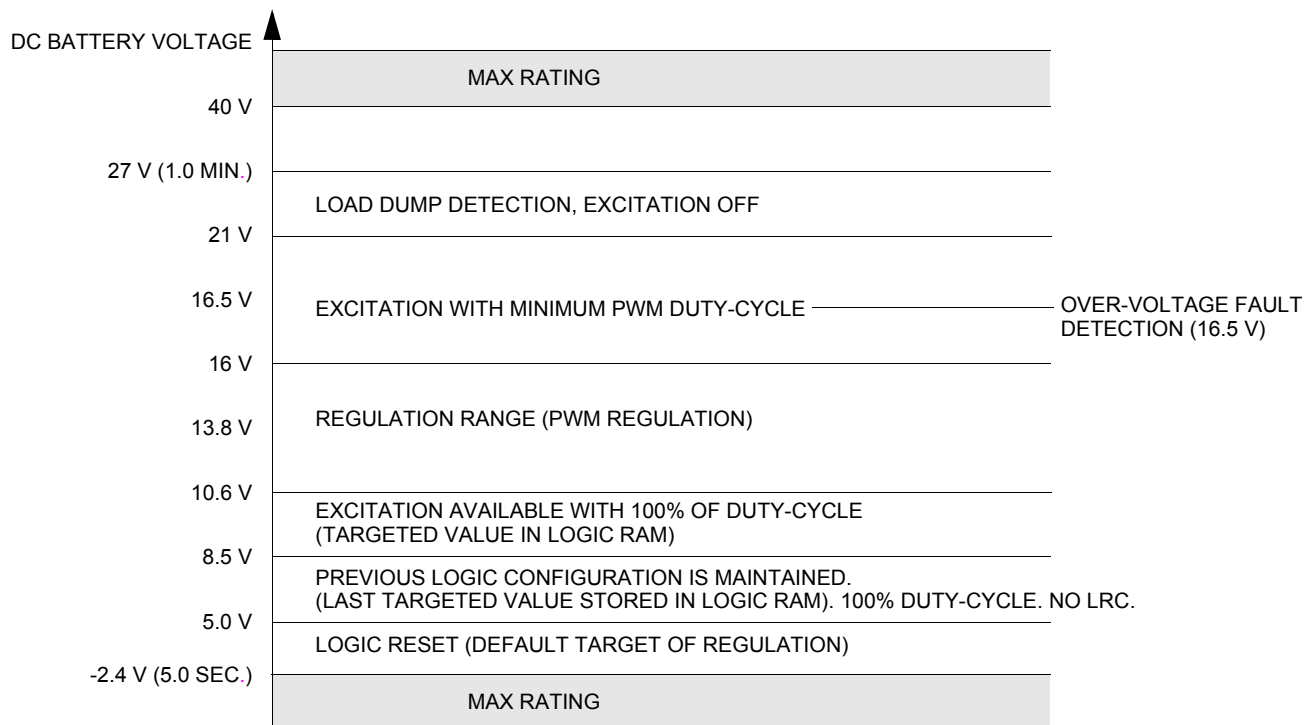 DC BATTERY VOLTAGE
MAX RATING
40 V
27 V (1.0 MIN.)
LOAD DUMP DETECTION, EXCITATION OFF
21 V
16.5 V
EXCITATION WITH MINIMUM PWM DUTY-CYCLE
OVER-VOLTAGE FAULT
DETECTION (16.5 V)
16 V
REGULATION RANGE (PWM REGULATION)
13.8 V
10.6 V
EXCITATION AVAILABLE WITH 100% OF DUTY-CYCLE
(TARGETED VALUE IN LOGIC RAM)
8.5 V
PREVIOUS LOGIC CONFIGURATION IS MAINTAINED.
(LAST TARGETED VALUE STORED IN LOGIC RAM). 100% DUTY-CYCLE. NO LRC.
5.0 V
LOGIC RESET (DEFAULT TARGET OF REGULATION)
-2.4 V (5.0 SEC.)
MAX RATING